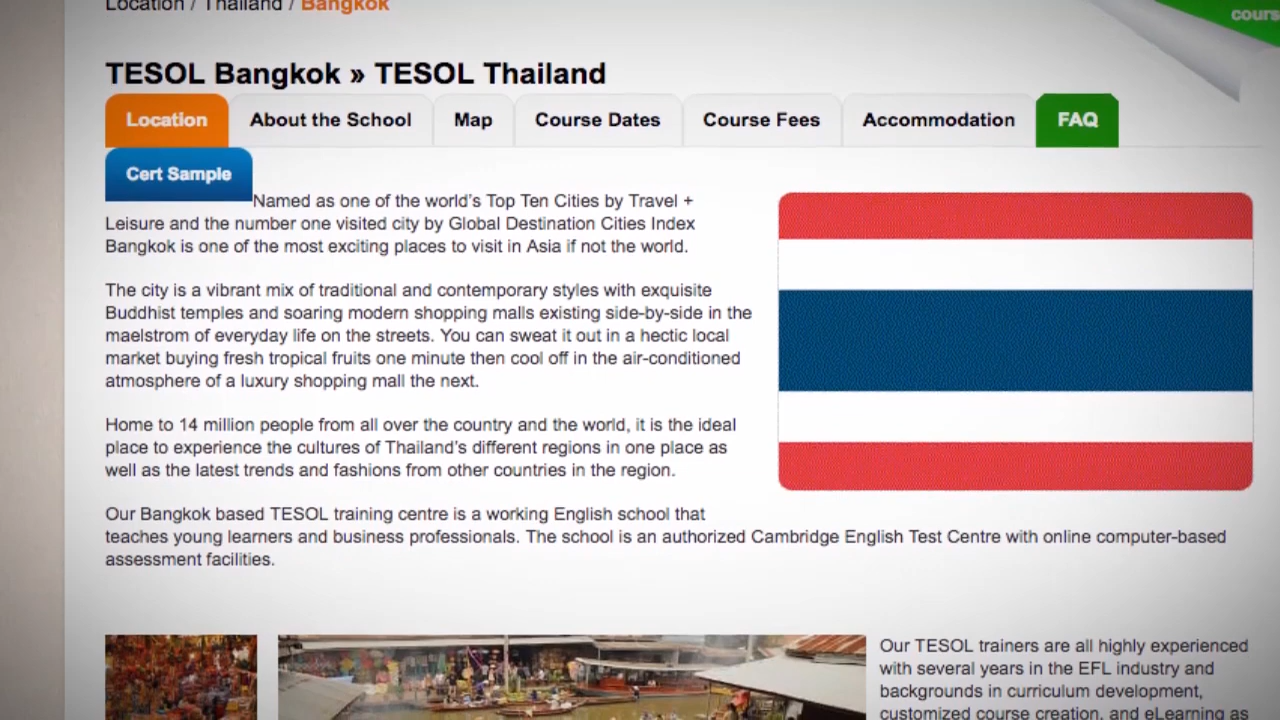 Location / Thailand / Bangkok
cours
TESOL Bangkok » TESOL Thailand
Location About the School Map Course Dates Course Fees Accommodation FAQ
Cert Sample
Named as one of the world's Top Ten Cities by Travel +
Leisure and the number one visited city by Global Destination Cities Index
Bangkok is one of the most exciting places to visit in Asia if not the world.
The city is a vibrant mix of traditional and contemporary styles with exquisite
Buddhist temples and soaring modern shopping malls existing side-by-side in the
maelstrom of everyday life on the streets. You can sweat it out in a hectic local
market buying fresh tropical fruits one minute then cool off in the air-conditioned
atmosphere of a luxury shopping mall the next.
Home to 14 million people from all over the country and the world, it is the ideal
place to experience the cultures of Thailand's different regions in one place as
well as the latest trends and fashions from other countries in the region.
Our Bangkok based TESOL training centre is a working English school that
teaches young learners and business professionals. The school is an authorized Cambridge English Test Centre with online computer-based
assessment facilities.
Our TESOL trainers are all highly experienced
with several years in the EFL industry and
backgrounds in curriculum development,
customized course creation, and eLearning as